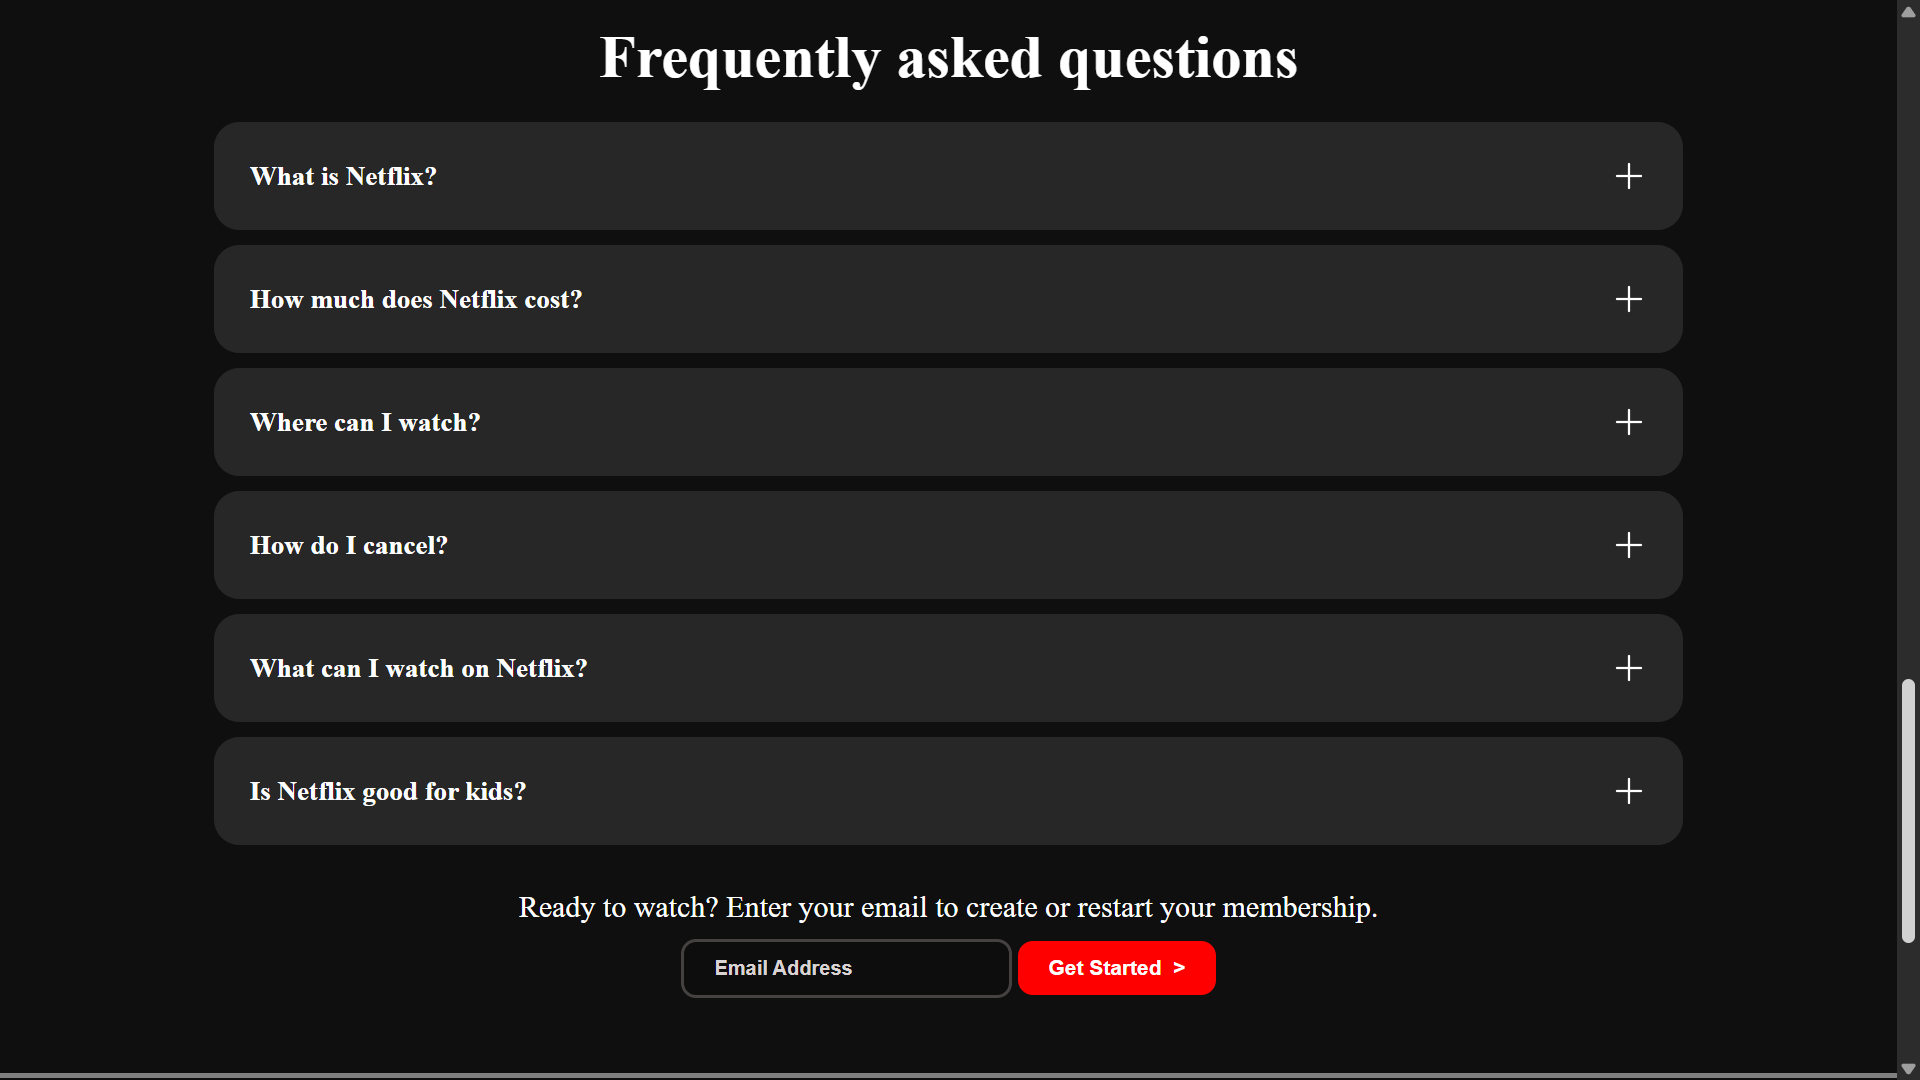 Frequently asked questions
What is Netflix?
How much does Netflix cost?
Where can I watch?
How do I cancel?
What can I watch on Netflix?
Is Netflix good for kids?
Ready to watch? Enter your email to create or restart your membership.
Email Address
Get Started >